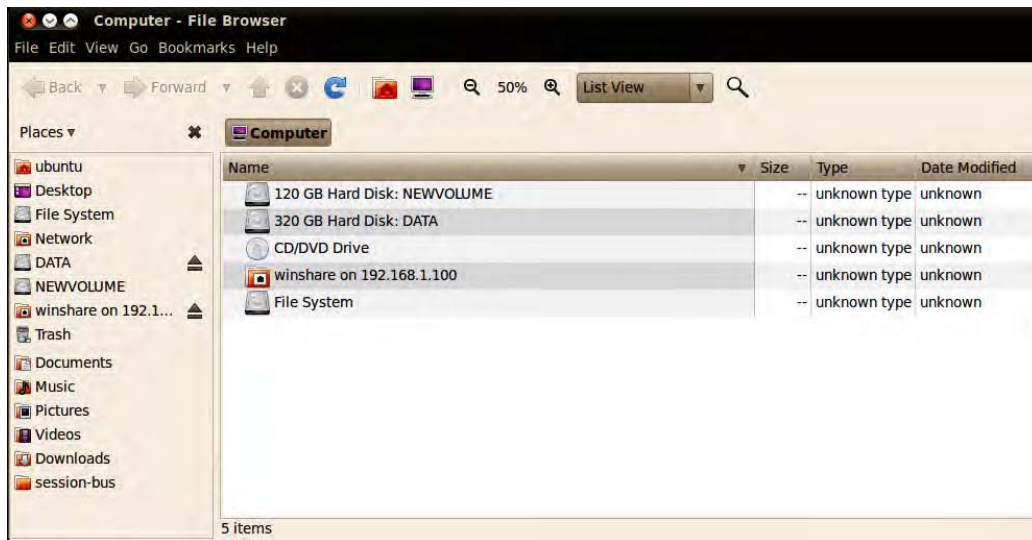 Computer - File Browser
File Edit View Go Bookmarks Help
Back Forward 50% List View
Places Computer
ubuntu
Desktop
File System
Network
DATA
NEWVOLUME
winshare on 192.1...
Trash
Documents
Music
Pictures
Videos
Downloads
session-bus
Name Size Type Date Modified
120 GB Hard Disk: NEWVOLUME -- unknown type unknown
320 GB Hard Disk: DATA -- unknown type unknown
CD/DVD Drive -- unknown type unknown
winshare on 192.168.1.100 -- unknown type unknown
File System -- unknown type unknown
5 items